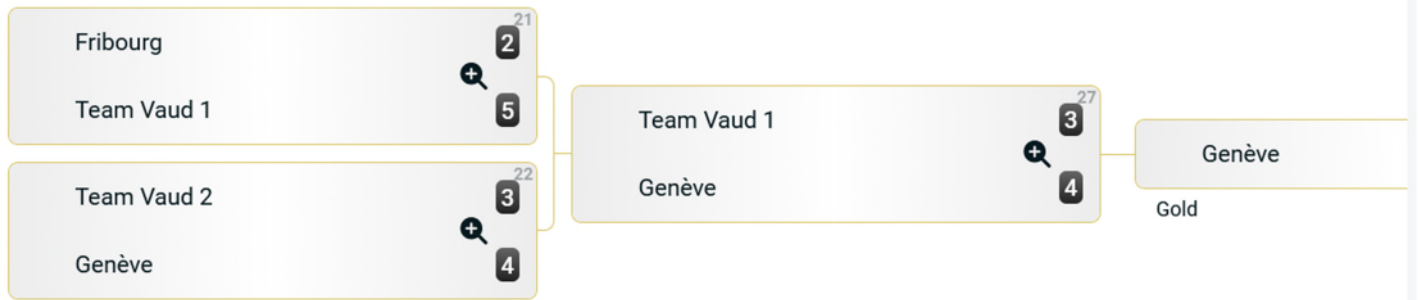 21
Fribourg 2
Team Vaud 1 5
22
Team Vaud 2 3
Genève 4
27
Team Vaud 1 3
Genève 4
Genève
Gold